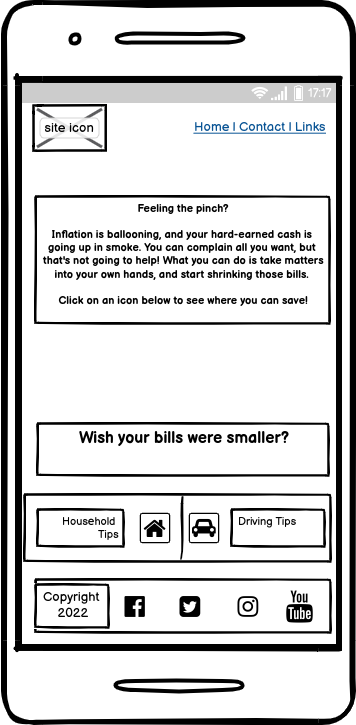 17:17
site icon
Home | Contact | Links
Feeling the pinch?
Inflation is ballooning, and your hard-earned cash is
going up in smoke. You can complain all you want, but
that's not going to help! What you can do is take matters
into your own hands, and start shrinking those bills.
Click on an icon below to see where you can save!
Wish your bills were smaller?
Household
Tips
Driving Tips
Copyright
2022
You
Tube